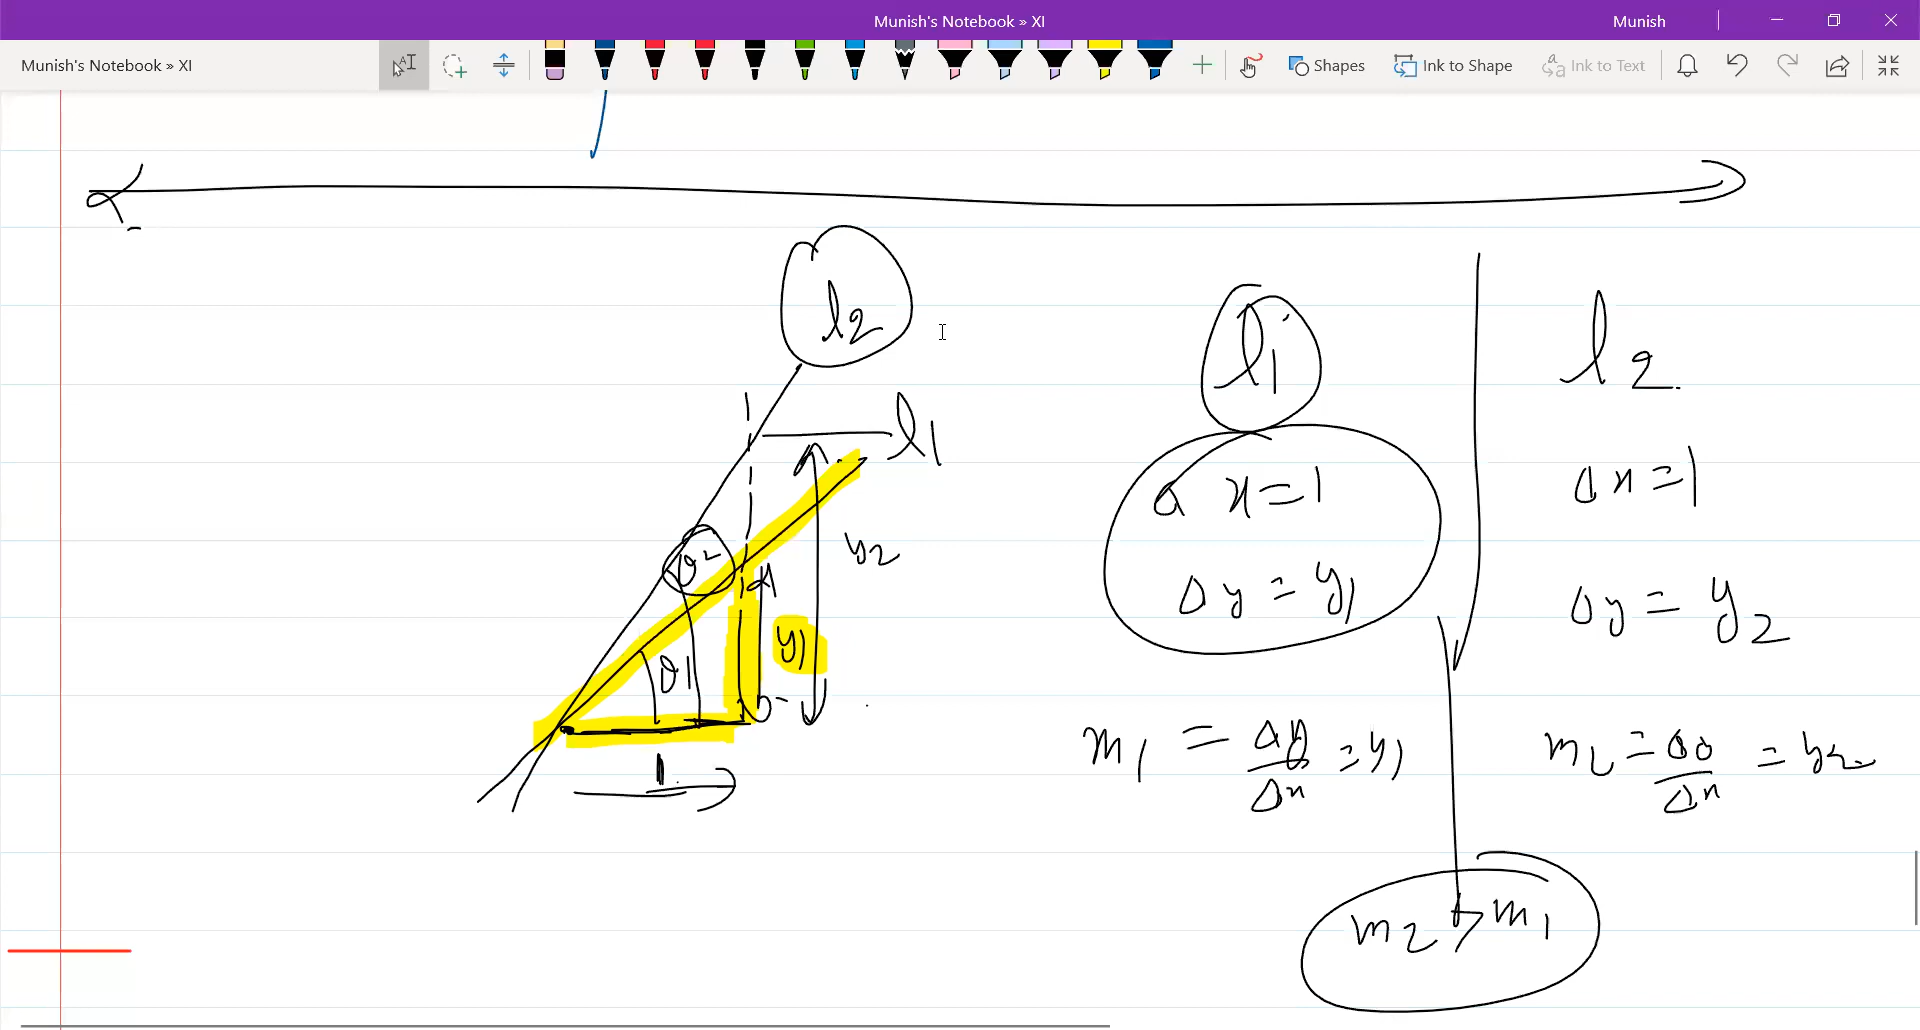 Munish's Notebook » XI
Munish
Munish's Notebook » XI
Shapes
Ink to Shape
Ink to Text
l2
l1
θ2
θ1
y2
y1
1
l1
Δx=1
Δy = y1
m1 = Δy/Δx = y1
l2
Δx=1
Δy = y2
m2 = Δy/Δx = y2
m2 > m1